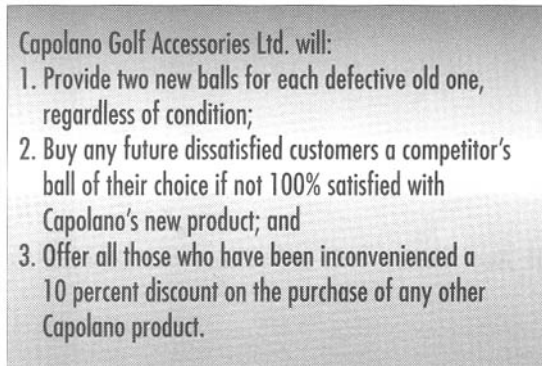 Capolano Golf Accessories Ltd. will:
1. Provide two new balls for each defective old one,
regardless of condition;
2. Buy any future dissatisfied customers a competitor's
ball of their choice if not 100% satisfied with
Capolano's new product; and
3. Offer all those who have been inconvenienced a
10 percent discount on the purchase of any other
Capolano product.